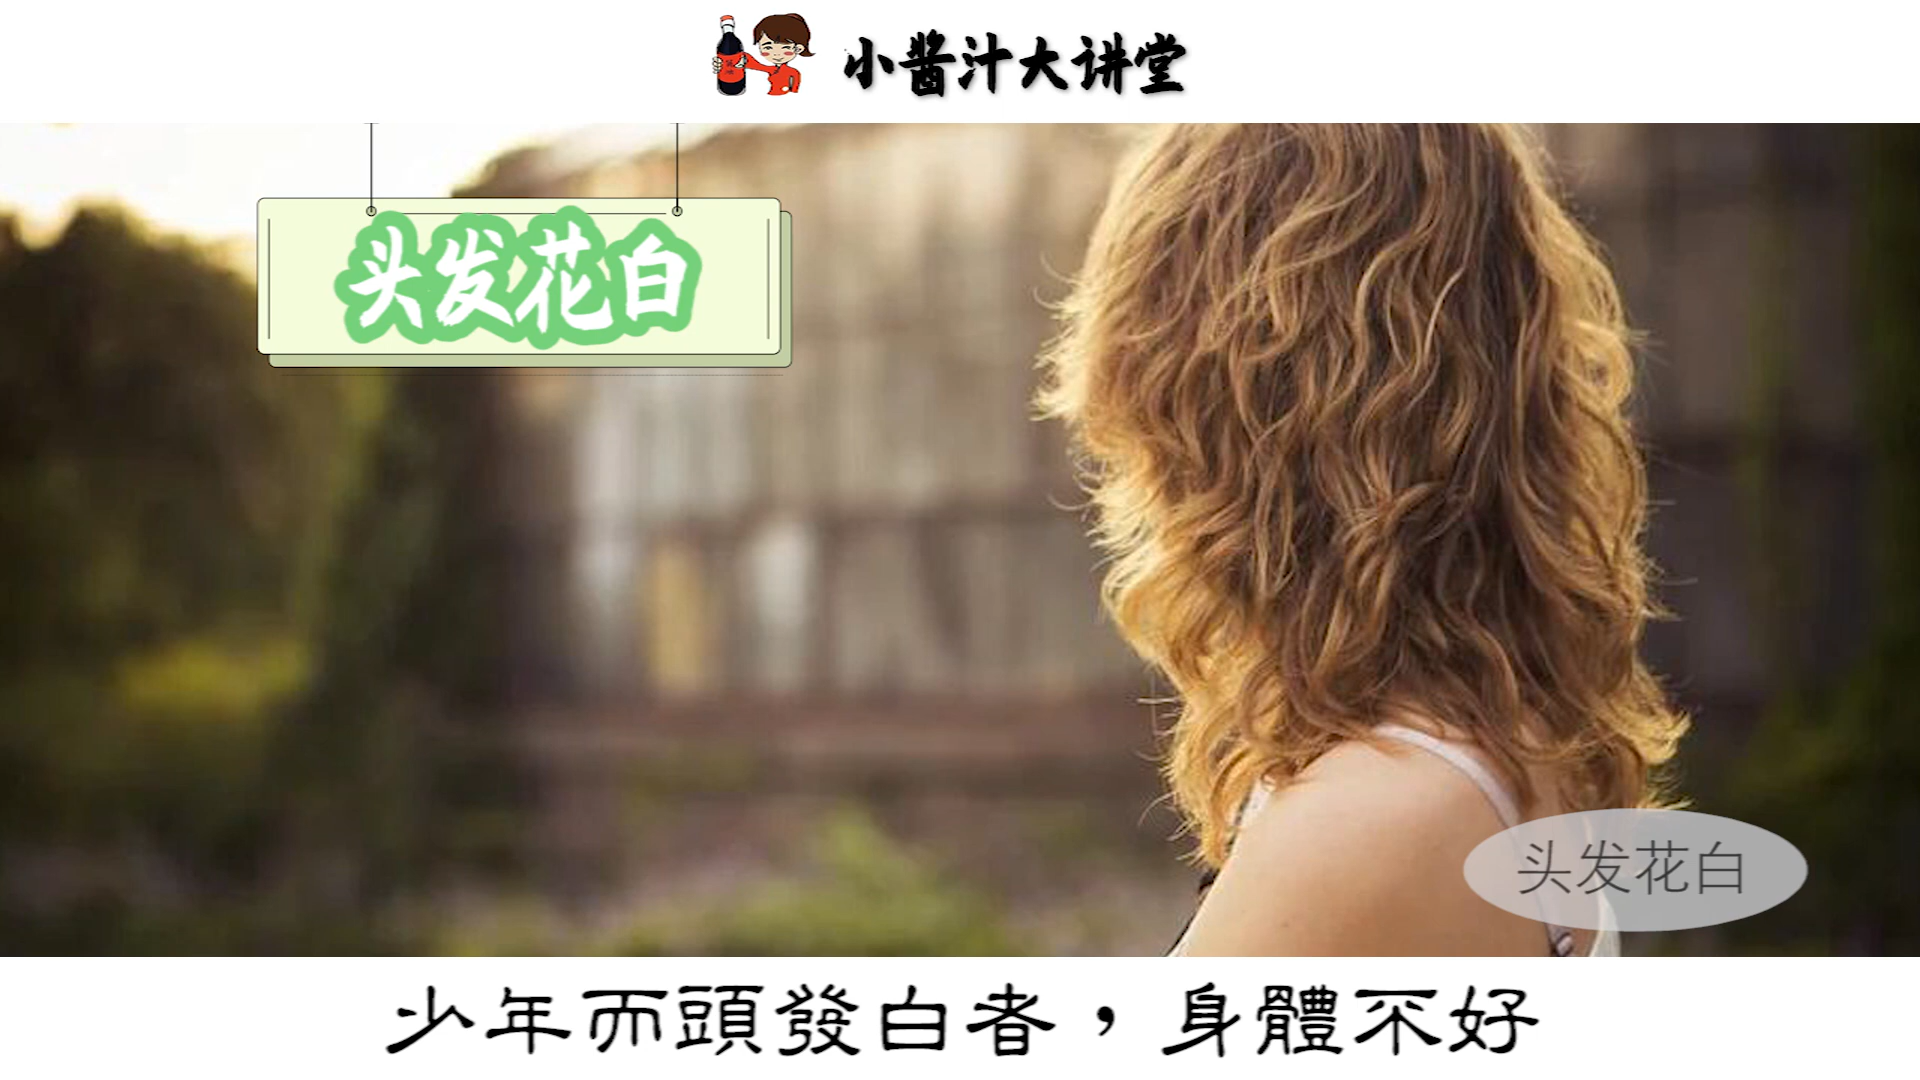 小酱汁大讲堂
头发花白
头发花白
少年而頭發白者，身體不好